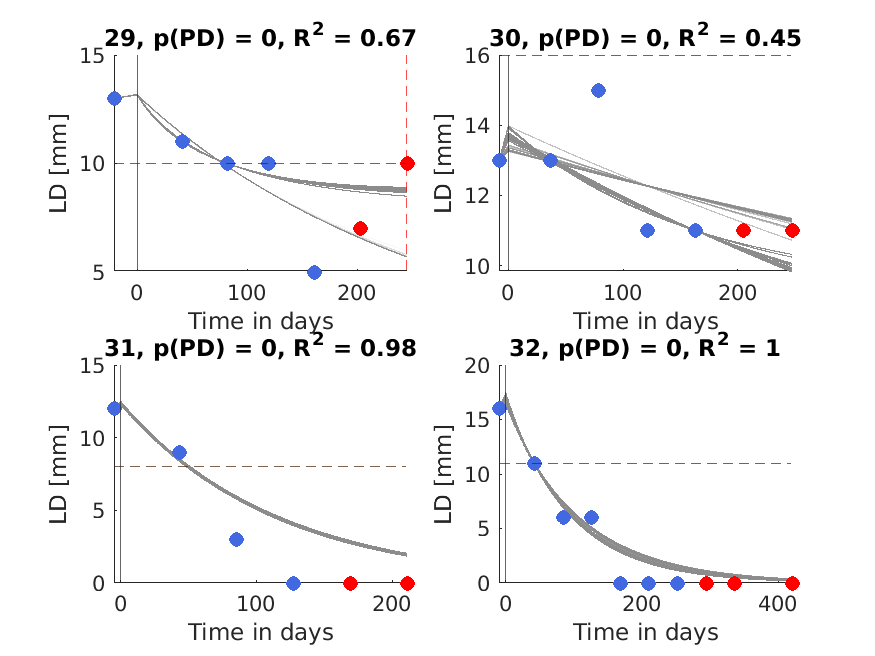 29, p(PD) = 0, R2 = 0.67
15
10
5
LD [mm]
0
100
200
Time in days
30, p(PD) = 0, R2 = 0.45
16
14
12
10
LD [mm]
0
100
200
Time in days
31, p(PD) = 0, R2 = 0.98
15
10
5
0
LD [mm]
0
100
200
Time in days
32, p(PD) = 0, R2 = 1
20
15
10
5
0
LD [mm]
0
200
400
Time in days